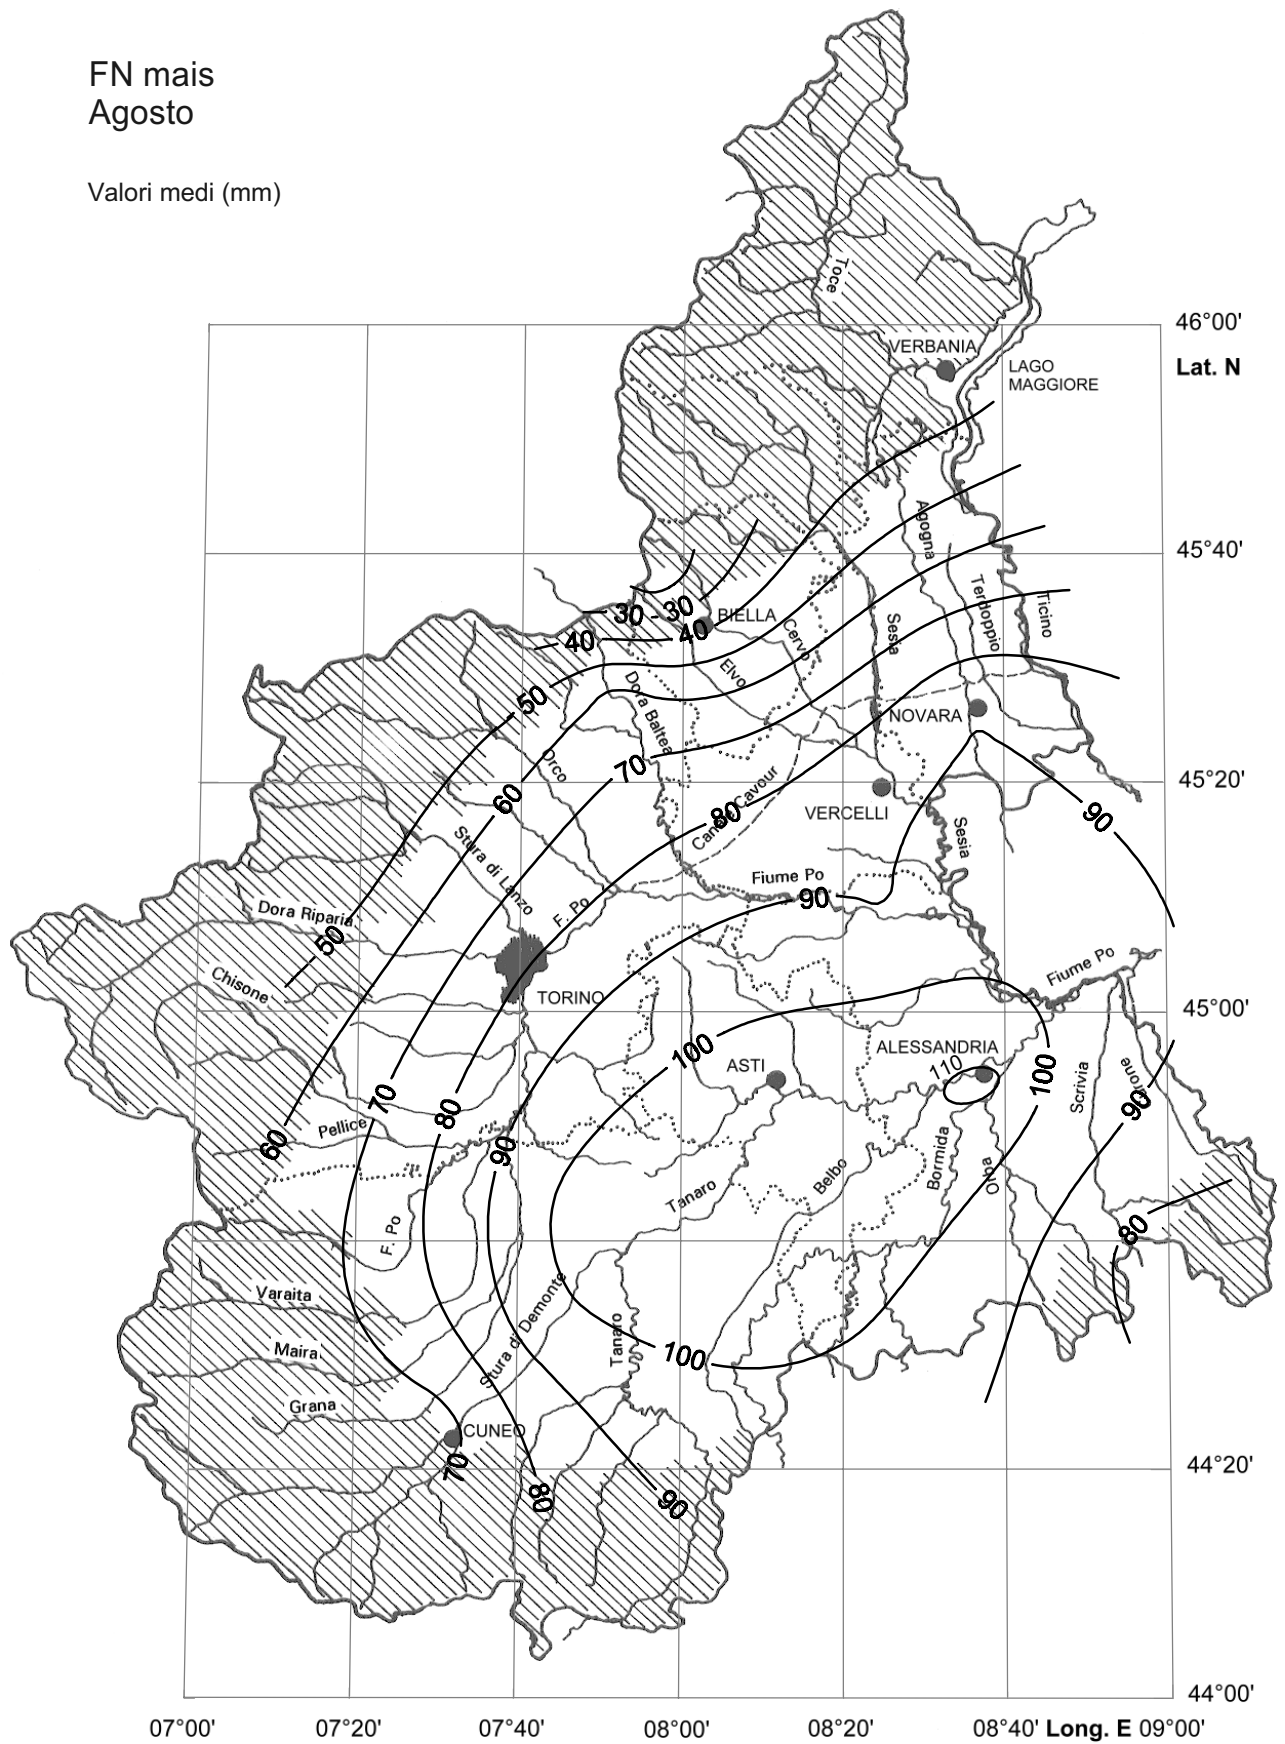 FN mais
Agosto
Valori medi (mm)
Toce
46°00'
VERBANIA
Lat. N
LAGO
MAGGIORE
Agogna
45°40'
Terdoppio
Ticino
30 - 30
BIELLA
40
40
Cervo
Sesia
Elvo
50
Dora Baltea
NOVARA
Orco
70
45°20'
60
Canale Cavour
80
VERCELLI
90
Stura di Lanzo
Sesia
Fiume Po
90
Dora Riparia
F. Po
50
Chisone
Fiume Po
TORINO
45°00'
100
ASTI
ALESSANDRIA
110
100
Scrivia
70
80
90
Pellice
60
90
Bormida
Orba
Belbo
Tanaro
F. Po
80
Varaita
Stura di Demonte
Tanaro
Maira
100
Grana
CUNEO
70
44°20'
80
90
44°00'
07°00'
07°20'
07°40'
08°00'
08°20'
08°40'
Long. E
09°00'